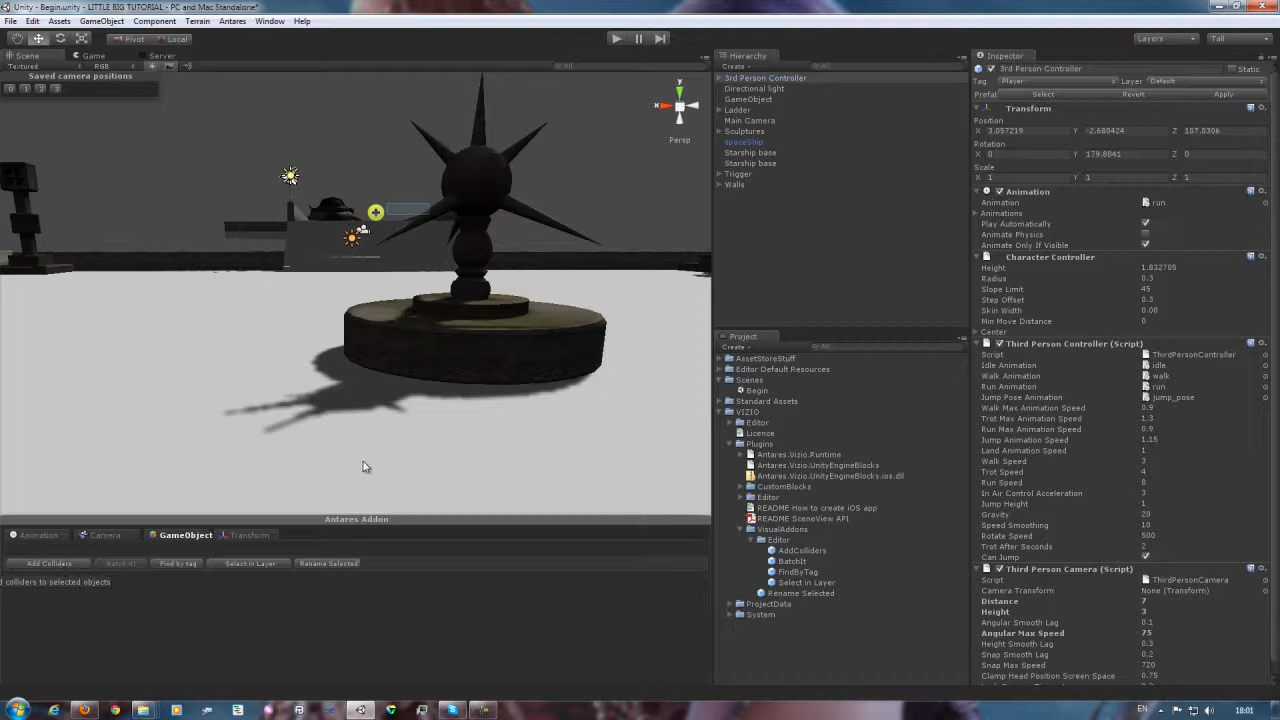 Unity - Begin.unity - LITTLE BIG TUTORIAL - PC and Mac Standalone*
File Edit Assets GameObject Component Terrain Antares Window Help
Pivot Local
Layers Tall
Scene Game Server
Textured RGB All
Saved camera positions
0 1 2 3
y
x
Persp
Antares Addon
Animation Camera GameObject Transform
Add Colliders Batch it! Find by tag Select in Layer Rename Selected
d colliders to selected objects
Hierarchy
Create All
3rd Person Controller
Directional light
GameObject
Ladder
Main Camera
Sculptures
spaceShip
Starship base
Starship base
Trigger
Walls
Project
Create All
AssetStoreStuff
Editor Default Resources
Scenes
Begin
Standard Assets
VIZIO
Editor
Licence
Plugins
Antares.Vizio.Runtime
Antares.Vizio.UnityEngineBlocks
Antares.Vizio.UnityEngineBlocks.ios.dll
CustomBlocks
Editor
README How to create iOS app
README SceneView API
VisualAddons
Editor
AddColliders
BatchIt
FindByTag
Select in Layer
Rename Selected
ProjectData
System
Inspector
3rd Person Controller Static
Tag Player Layer Default
Prefab Select Revert Apply
Transform
Position
X 3.057219 Y -2.680424 Z 107.0306
Rotation
X 0 Y 179.8041 Z 0
Scale
X 1 Y 1 Z 1
Animation
Animation run
Animations
Play Automatically
Animate Physics
Animate Only If Visible
Character Controller
Height 1.832705
Radius 0.3
Slope Limit 45
Step Offset 0.3
Skin Width 0.08
Min Move Distance 0
Center
Third Person Controller (Script)
Script ThirdPersonController
Idle Animation idle
Walk Animation walk
Run Animation run
Jump Pose Animation jump_pose
Walk Max Animation Speed 0.9
Trot Max Animation Speed 1.3
Run Max Animation Speed 0.9
Jump Animation Speed 1.15
Land Animation Speed 1
Walk Speed 3
Trot Speed 4
Run Speed 8
In Air Control Acceleration 3
Jump Height 1
Gravity 20
Speed Smoothing 10
Rotate Speed 500
Trot After Seconds 2
Can Jump
Third Person Camera (Script)
Script ThirdPersonCamera
Camera Transform None (Transform)
Distance 7
Height 3
Angular Smooth Lag 0.1
Angular Max Speed 75
Height Smooth Lag 0.3
Snap Smooth Lag 0.2
Snap Max Speed 720
Clamp Head Position Screen Space 0.75
EN 18:01